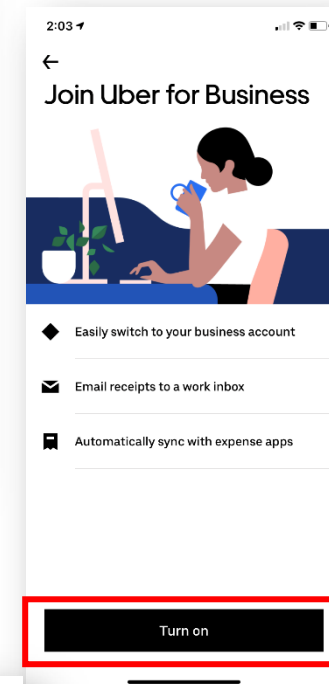 2:03
Join Uber for Business
Easily switch to your business account
Email receipts to a work inbox
Automatically sync with expense apps
Turn on